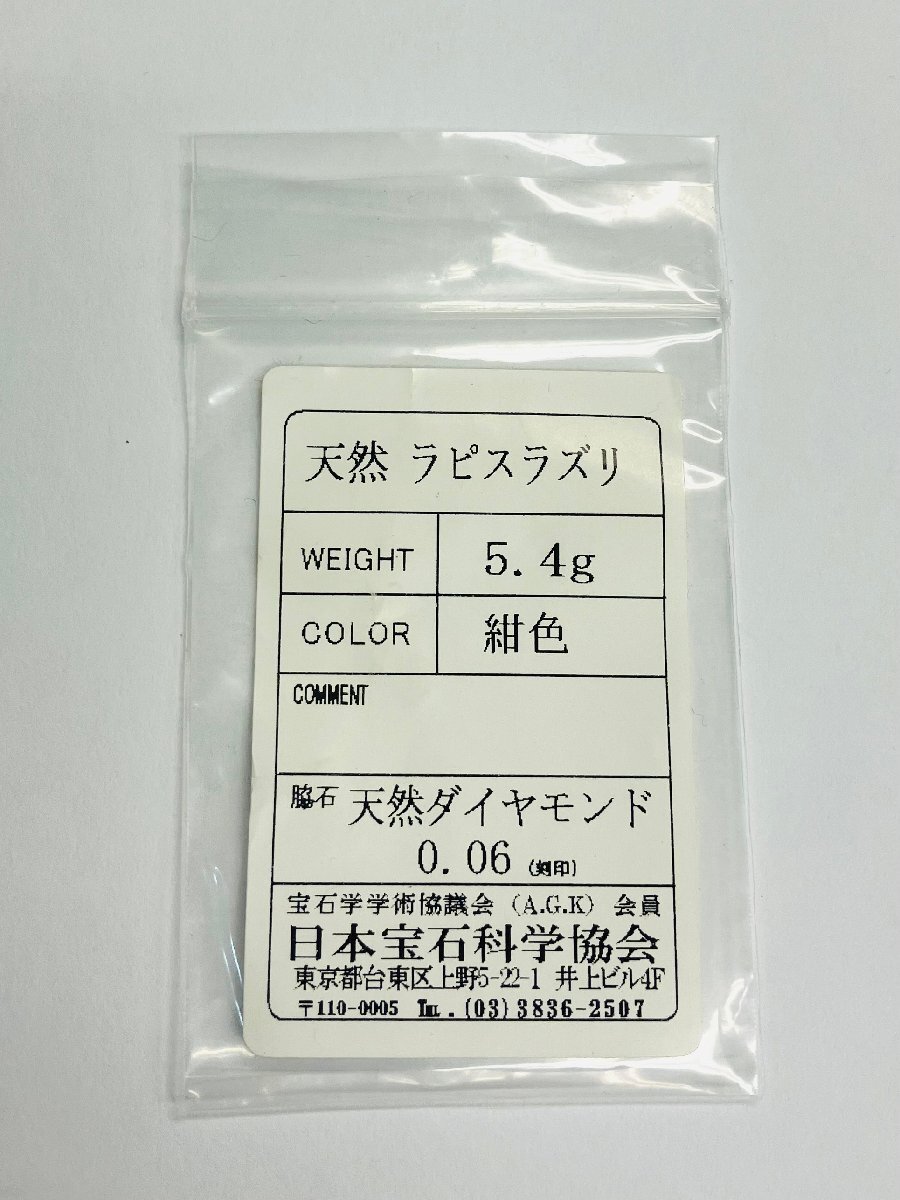 天然 ラピスラズリ
WEIGHT 5.4g
COLOR 紺色
COMMENT
脇石 天然ダイヤモンド
0.06 (刻印)
宝石学学術協議会 (A.G.K) 会員
日本宝石科学協会
東京都台東区上野5-22-1 井上ビル4F
〒110-0005 TEL.(03)3836-2507